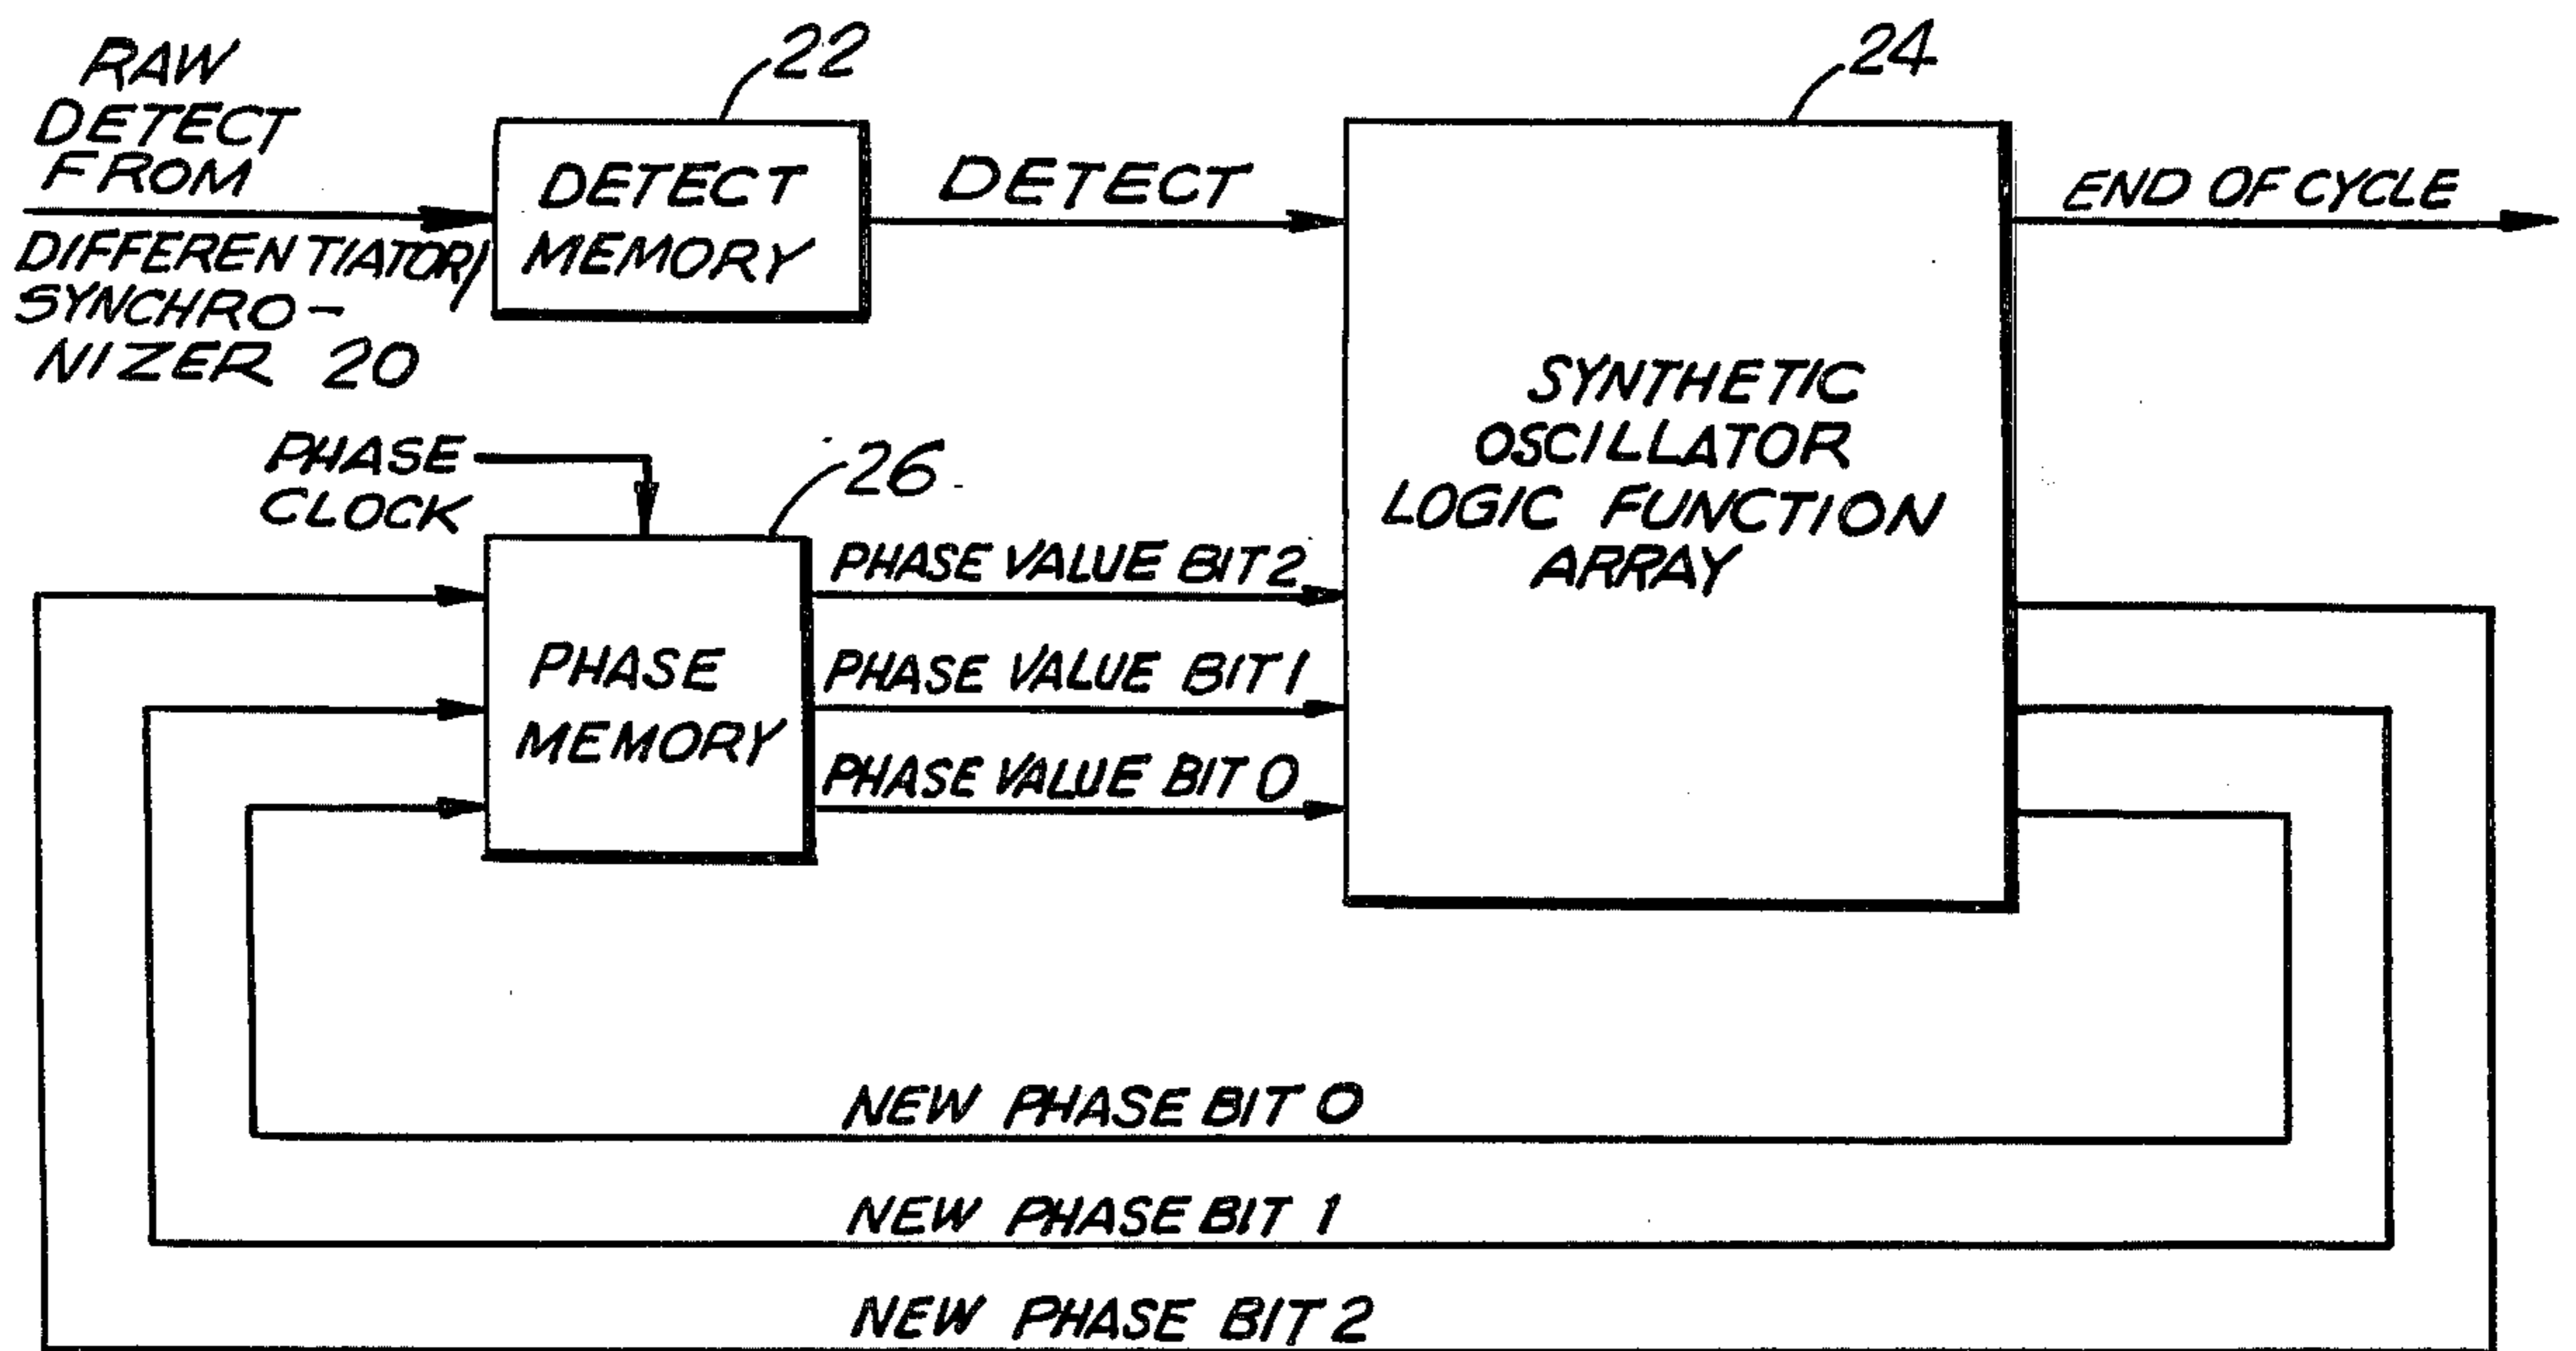 RAW
DETECT
FROM
DIFFERENTIATOR/
SYNCHRO-
NIZER 20
22
DETECT
MEMORY
DETECT
24
END OF CYCLE
SYNTHETIC
OSCILLATOR
LOGIC FUNCTION
ARRAY
PHASE
CLOCK
26
PHASE
MEMORY
PHASE VALUE BIT 2
PHASE VALUE BIT 1
PHASE VALUE BIT 0
NEW PHASE BIT 0
NEW PHASE BIT 1
NEW PHASE BIT 2